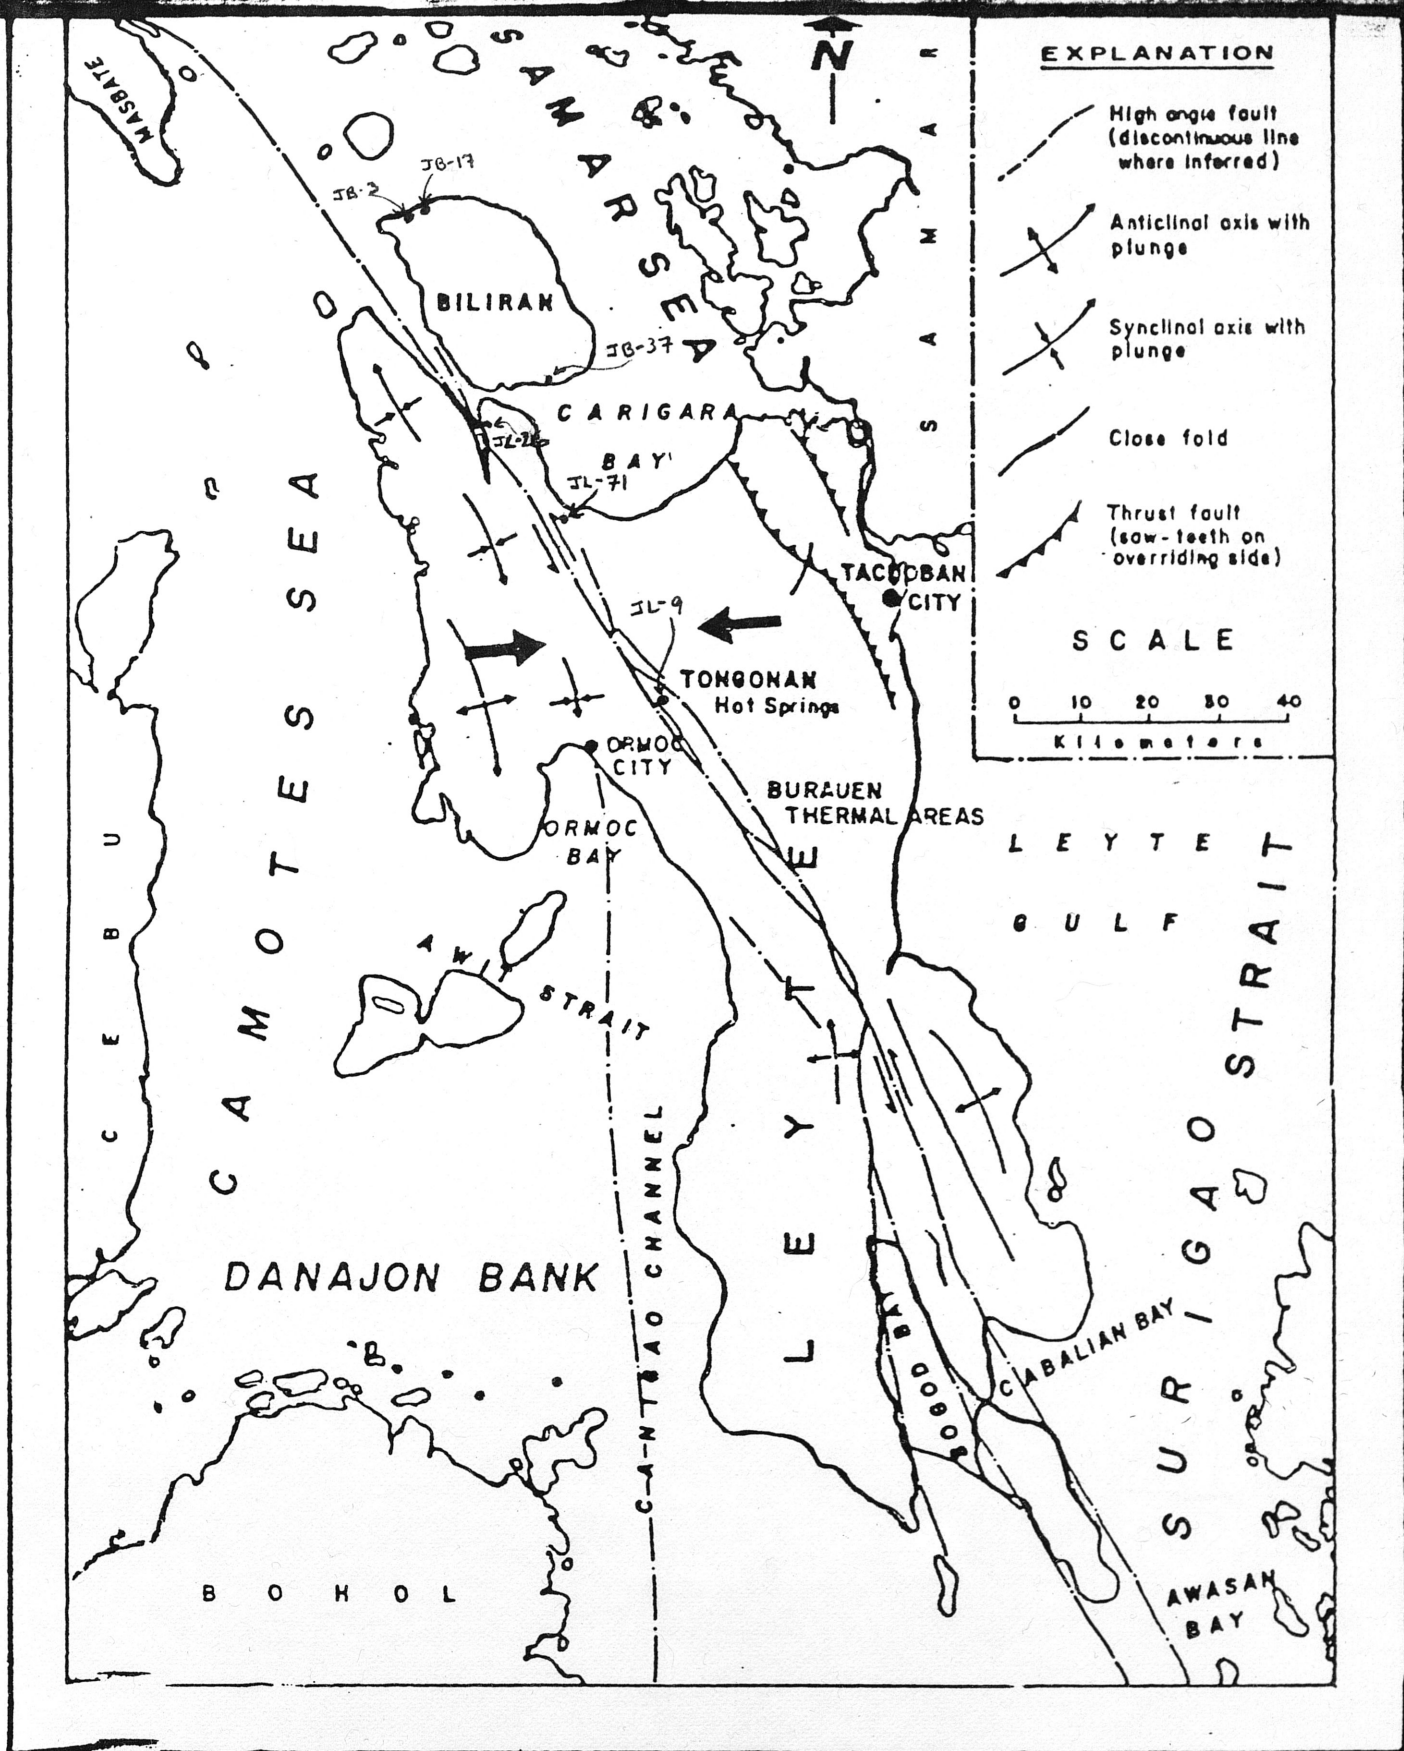 N
EXPLANATION
High angle fault
(discontinuous line
where inferred)
Anticlinal axis with
plunge
Synclinal axis with
plunge
Close fold
Thrust fault
(saw-teeth on
overriding side)
SCALE
0 10 20 30 40
Kilometers
MASBATE
SAMAR SEA
SAMAR
JB-17
JB-3
BILIRAN
JB-37
CARIGARA
BAY
JL-26
JL-71
TACLOBAN
CITY
JL-9
TONGONAN
Hot Springs
ORMOC
CITY
BURAUEN
THERMAL AREAS
ORMOC
BAY
CAMOTES SEA
CEBU
LEYTE
GULF
STRAIT
LEYTE
CANTRAO CHANNEL
DANAJON BANK
SOGOD BAY
CABALIAN BAY
SURIGAO STRAIT
BOHOL
AWASAN
BAY